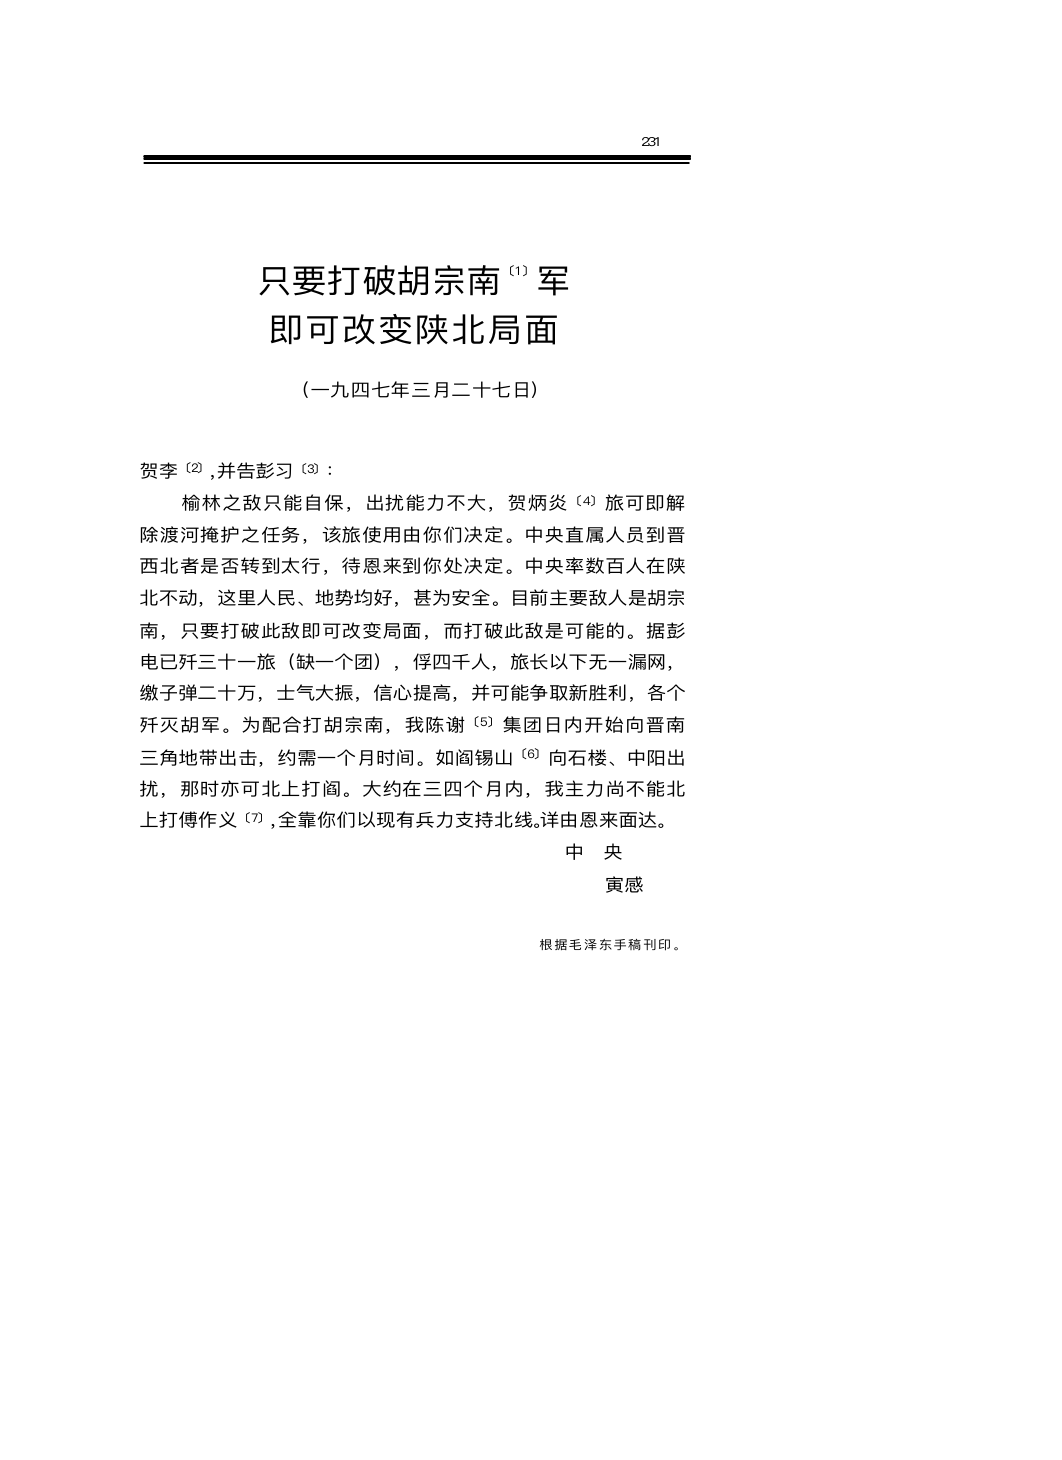 231
只要打破胡宗南〔1〕军
即可改变陕北局面
（一九四七年三月二十七日）
贺李〔2〕,并告彭习〔3〕：
榆林之敌只能自保，出扰能力不大，贺炳炎〔4〕旅可即解
除渡河掩护之任务，该旅使用由你们决定。中央直属人员到晋
西北者是否转到太行，待恩来到你处决定。中央率数百人在陕
北不动，这里人民、地势均好，甚为安全。目前主要敌人是胡宗
南，只要打破此敌即可改变局面，而打破此敌是可能的。据彭
电已歼三十一旅（缺一个团），俘四千人，旅长以下无一漏网，
缴子弹二十万，士气大振，信心提高，并可能争取新胜利，各个
歼灭胡军。为配合打胡宗南，我陈谢〔5〕集团日内开始向晋南
三角地带出击，约需一个月时间。如阎锡山〔6〕向石楼、中阳出
扰，那时亦可北上打阎。大约在三四个月内，我主力尚不能北
上打傅作义〔7〕,全靠你们以现有兵力支持北线。详由恩来面达。
中　央
寅感
根据毛泽东手稿刊印。